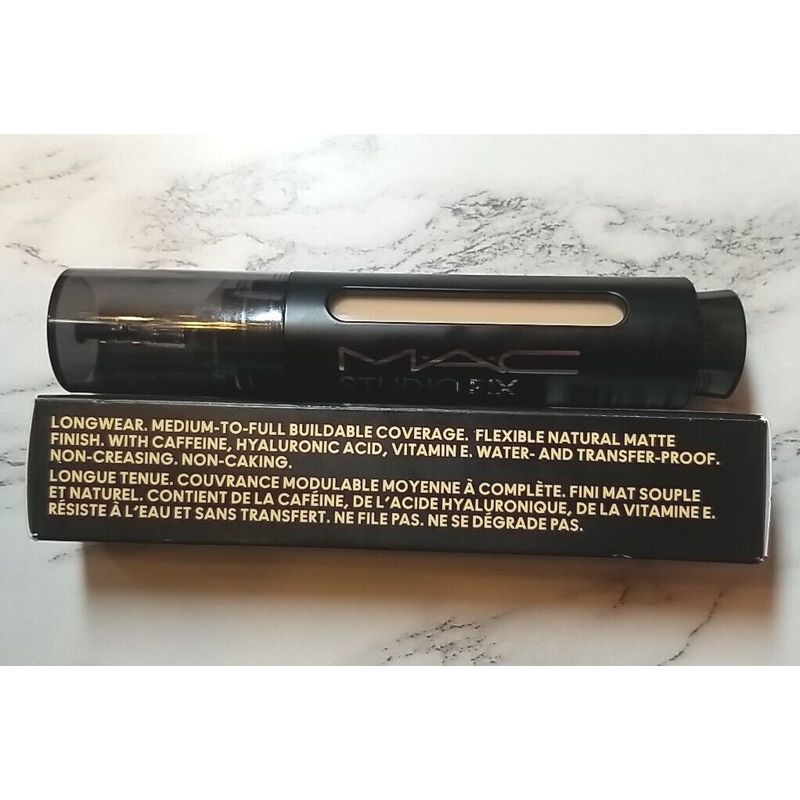 M·A·C
STUDIO FIX
LONGWEAR. MEDIUM-TO-FULL BUILDABLE COVERAGE. FLEXIBLE NATURAL MATTE
FINISH. WITH CAFFEINE, HYALURONIC ACID, VITAMIN E. WATER- AND TRANSFER-PROOF.
NON-CREASING. NON-CAKING.
LONGUE TENUE. COUVRANCE MODULABLE MOYENNE À COMPLÈTE. FINI MAT SOUPLE
ET NATUREL. CONTIENT DE LA CAFÉINE, DE L'ACIDE HYALURONIQUE, DE LA VITAMINE E.
RÉSISTE À L'EAU ET SANS TRANSFERT. NE FILE PAS. NE SE DÉGRADE PAS.